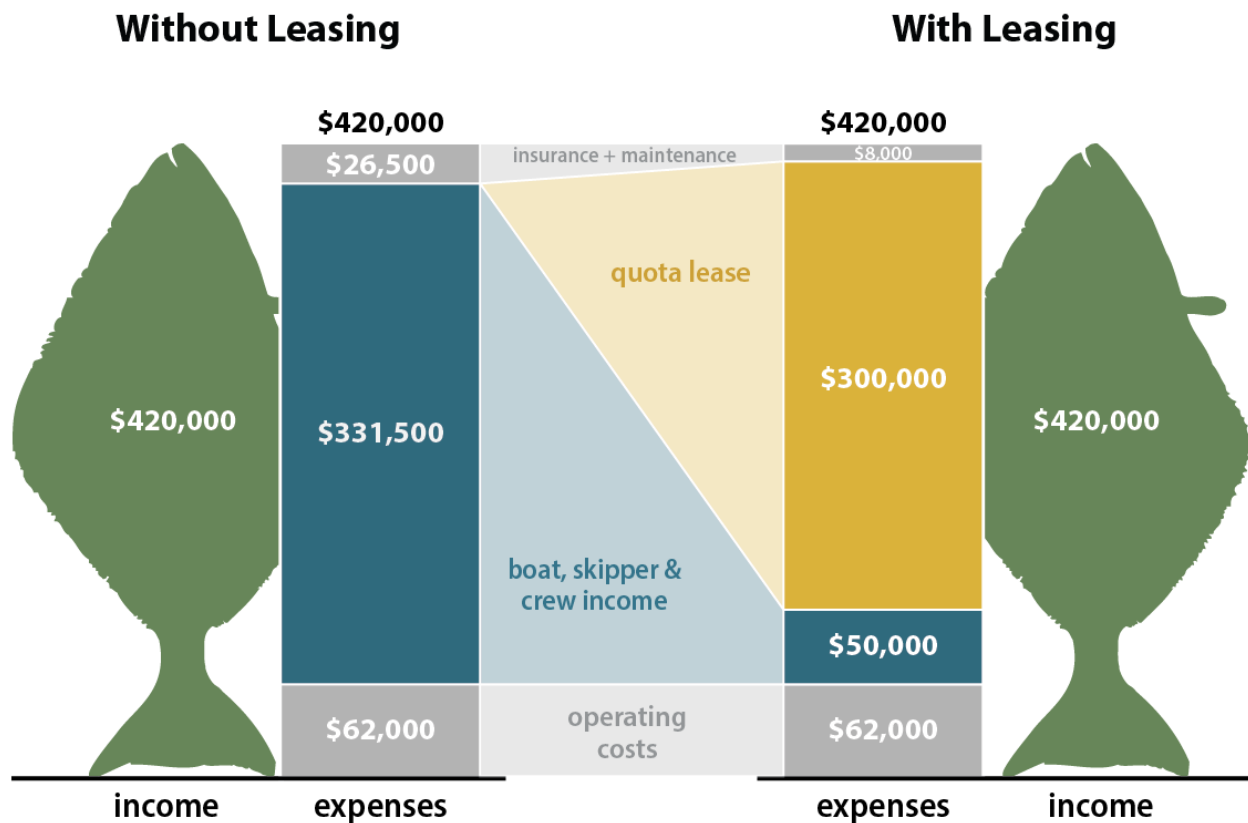 Without Leasing
With Leasing
$420,000
$420,000
$26,500
insurance + maintenance
$8,000
quota lease
$300,000
$420,000
$331,500
$420,000
boat, skipper &
crew income
$50,000
$62,000
operating
costs
$62,000
income
expenses
expenses
income